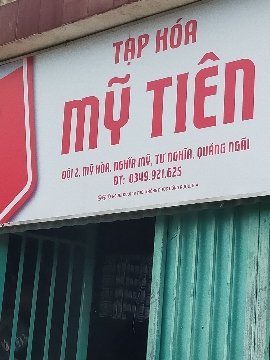 TẠP HÓA
MỸ TIÊN
ĐỘI 2, MỸ HÒA, NGHĨA MỸ, TƯ NGHĨA, QUẢNG NGÃI
ĐT: 0349.921.625